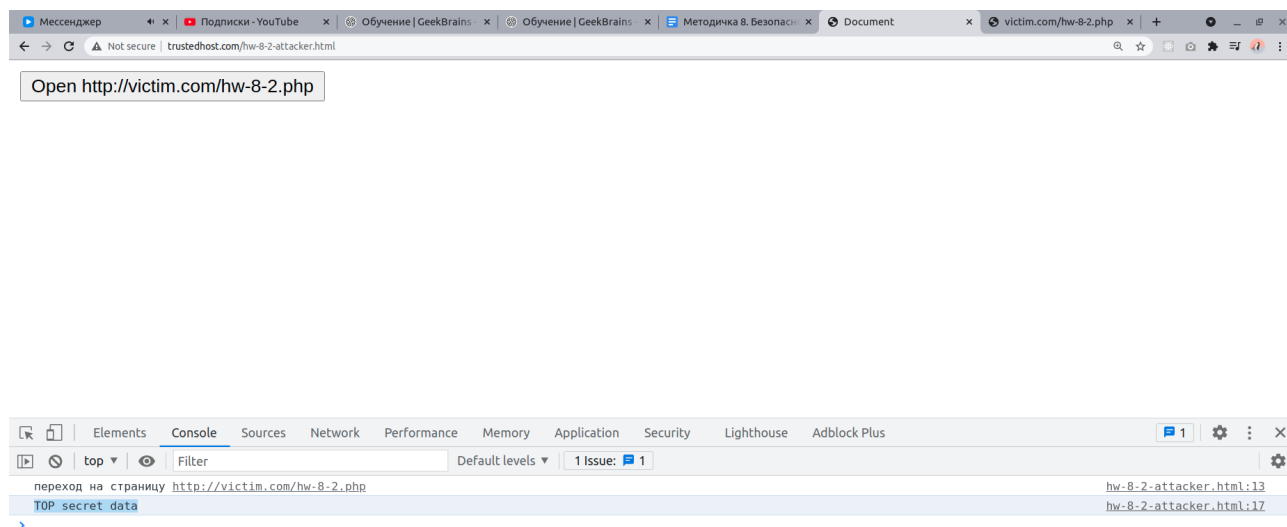 Мессенджер Подписки - YouTube Обучение | GeekBrains - Обучение | GeekBrains - Методичка 8. Безопасн Document victim.com/hw-8-2.php
Not secure | trustedhost.com/hw-8-2-attacker.html
Open http://victim.com/hw-8-2.php
Elements Console Sources Network Performance Memory Application Security Lighthouse Adblock Plus 1
top Filter Default levels 1 Issue: 1
переход на страницу http://victim.com/hw-8-2.php hw-8-2-attacker.html:13
TOP secret data hw-8-2-attacker.html:17